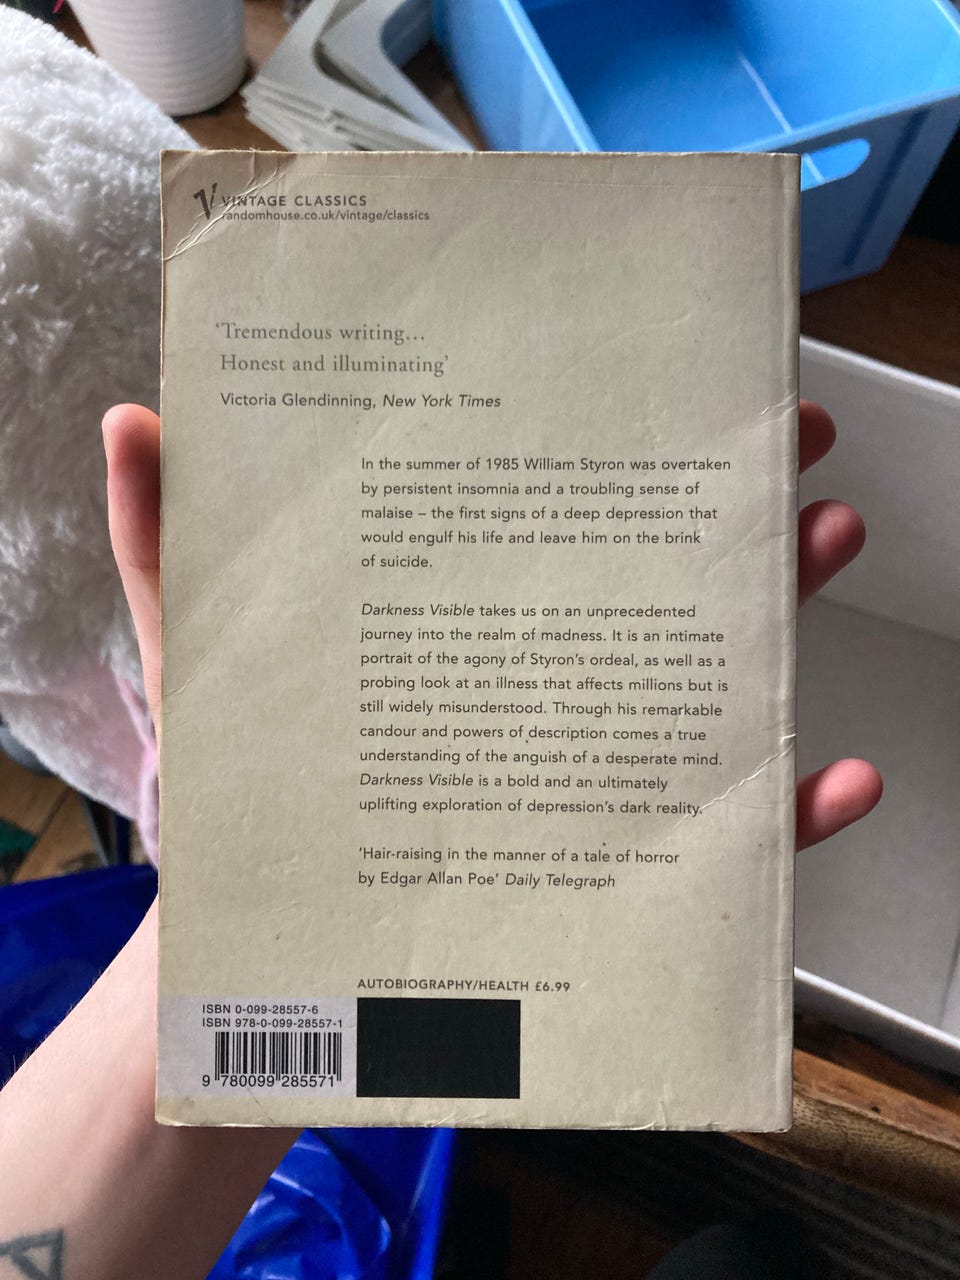 VINTAGE CLASSICS
randomhouse.co.uk/vintage/classics
‘Tremendous writing…
Honest and illuminating’
Victoria Glendinning, New York Times
In the summer of 1985 William Styron was overtaken
by persistent insomnia and a troubling sense of
malaise – the first signs of a deep depression that
would engulf his life and leave him on the brink
of suicide.
Darkness Visible takes us on an unprecedented
journey into the realm of madness. It is an intimate
portrait of the agony of Styron’s ordeal, as well as a
probing look at an illness that affects millions but is
still widely misunderstood. Through his remarkable
candour and powers of description comes a true
understanding of the anguish of a desperate mind.
Darkness Visible is a bold and an ultimately
uplifting exploration of depression’s dark reality.
‘Hair-raising in the manner of a tale of horror
by Edgar Allan Poe’ Daily Telegraph
AUTOBIOGRAPHY/HEALTH £6.99
ISBN 0-099-28557-6
ISBN 978-0-099-28557-1
9 780099 285571